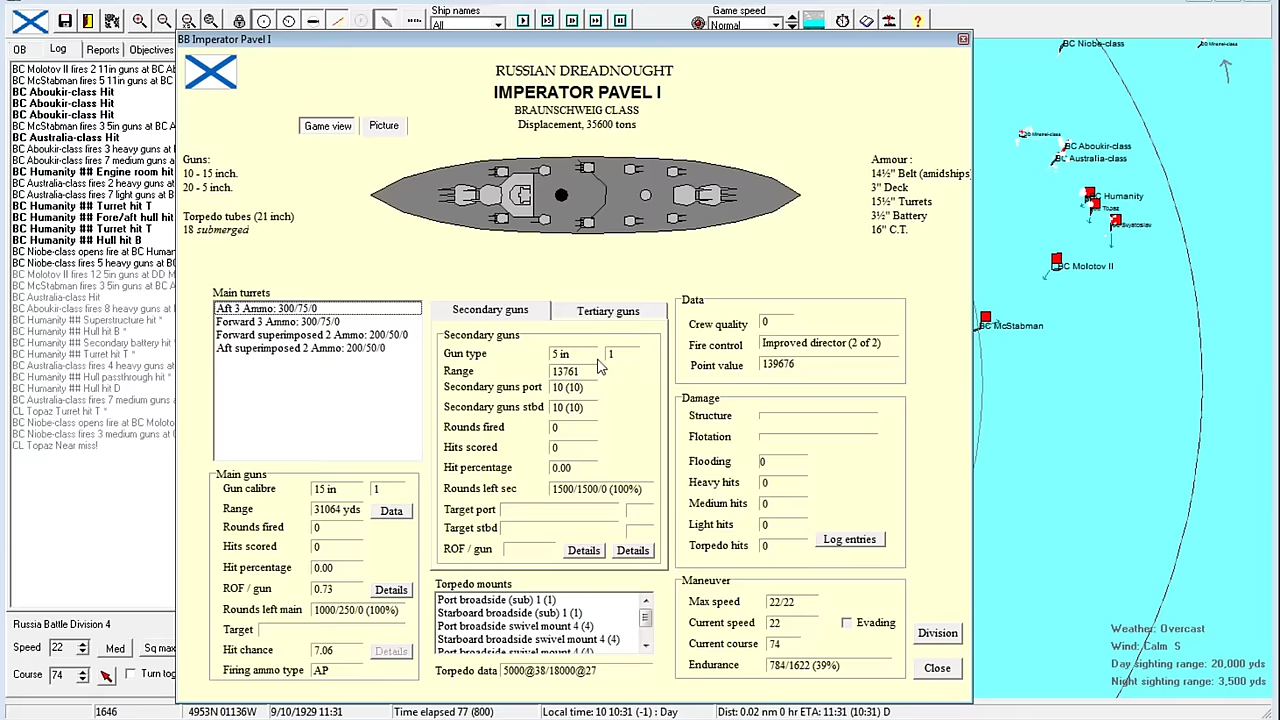 Ship names
All
Game speed
Normal
BB Imperator Pavel I
OB Log Reports Objectives
BC Molotov II fires 2 11in guns at BC Ab
BC McStabman fires 5 11in guns at BC
BC Aboukir-class Hit
BC Aboukir-class Hit
BC Aboukir-class Hit
BC McStabman fires 3 5in guns at BC A
BC Australia-class Hit
BC Aboukir-class fires 3 heavy guns at
BC Aboukir-class fires 7 medium guns a
BC Humanity ## Engine room hit
BC Australia-class fires 2 heavy guns at
BC Australia-class fires 7 light guns at B
BC Humanity ## Turret hit T
BC Humanity ## Fore/aft hull hit
BC Humanity ## Turret hit T
BC Humanity ## Hull hit B
BC Niobe-class opens fire at BC Human
BC Niobe-class fires 5 heavy guns at BC
BC Molotov II fires 12 5in guns at DD M
BC McStabman fires 3 5in guns at BC A
BC Australia-class Hit
BC Aboukir-class fires 8 heavy guns at
BC Humanity ## Superstructure hit *
BC Humanity ## Hull hit B *
BC Humanity ## Secondary battery hit
BC Humanity ## Turret hit T *
BC Australia-class fires 4 heavy guns at
BC Humanity ## Hull passthrough hit *
BC Humanity ## Hull hit D
BC Aboukir-class fires 7 medium guns a
CL Topaz Turret hit T *
BC Niobe-class opens fire at BC Moloto
BC Niobe-class fires 3 medium guns at
CL Topaz Near miss!
RUSSIAN DREADNOUGHT
IMPERATOR PAVEL I
BRAUNSCHWEIG CLASS
Displacement, 35600 tons
Game view Picture
Guns:
10 - 15 inch.
20 - 5 inch.
Torpedo tubes (21 inch)
18 submerged
Armour :
14½" Belt (amidships)
3" Deck
15½" Turrets
3½" Battery
16" C.T.
Main turrets
Aft 3 Ammo: 300/75/0
Forward 3 Ammo: 300/75/0
Forward superimposed 2 Ammo: 200/50/0
Aft superimposed 2 Ammo: 200/50/0
Main guns
Gun calibre 15 in 1
Range 31064 yds Data
Rounds fired 0
Hits scored 0
Hit percentage 0.00
ROF / gun 0.73 Details
Rounds left main 1000/250/0 (100%)
Target
Hit chance 7.06 Details
Firing ammo type AP
Secondary guns Tertiary guns
Secondary guns
Gun type 5 in 1
Range 13761
Secondary guns port 10 (10)
Secondary guns stbd 10 (10)
Rounds fired 0
Hits scored 0
Hit percentage 0.00
Rounds left sec 1500/1500/0 (100%)
Target port
Target stbd
ROF / gun Details Details
Torpedo mounts
Port broadside (sub) 1 (1)
Starboard broadside (sub) 1 (1)
Port broadside swivel mount 4 (4)
Starboard broadside swivel mount 4 (4)
Port broadside swivel mount 4 (4)
Torpedo data 5000@38/18000@27
Data
Crew quality 0
Fire control Improved director (2 of 2)
Point value 139676
Damage
Structure
Flotation
Flooding 0
Heavy hits 0
Medium hits 0
Light hits 0
Torpedo hits 0
Log entries
Maneuver
Max speed 22/22
Current speed 22 Evading
Current course 74
Endurance 784/1622 (39%)
Division
Close
BC Niobe-class
BC Aboukir-class
BC Australia-class
BC Humanity
BC Molotov II
BC McStabman
Weather: Overcast
Wind: Calm S
Day sighting range: 20,000 yds
Night sighting range: 3,500 yds
Russia Battle Division 4
Speed 22 Med Sq max
Course 74 Turn tog
1646 4953N 01136W 9/10/1929 11:31 Time elapsed 77 (800) Local time: 10 10:31 (-1) : Day Dist: 0.02 nm 0 hr ETA: 11:31 (10:31) D